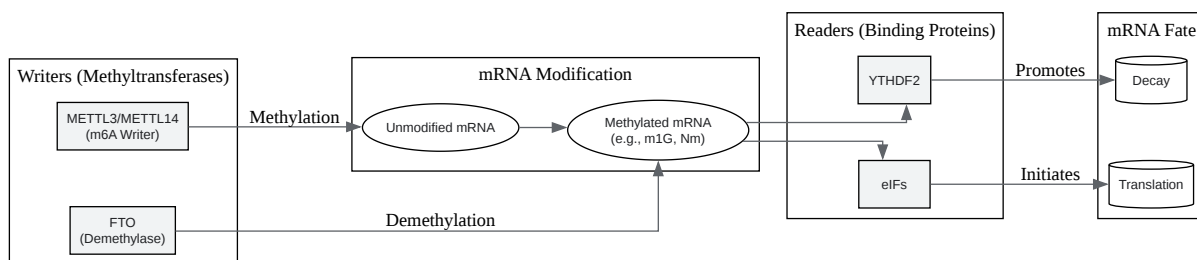 Writers (Methyltransferases)
METTL3/METTL14
(m6A Writer)
FTO
(Demethylase)
Methylation
Demethylation
mRNA Modification
Unmodified mRNA
Methylated mRNA
(e.g., m1G, Nm)
Readers (Binding Proteins)
YTHDF2
eIFs
Promotes
Initiates
mRNA Fate
Decay
Translation